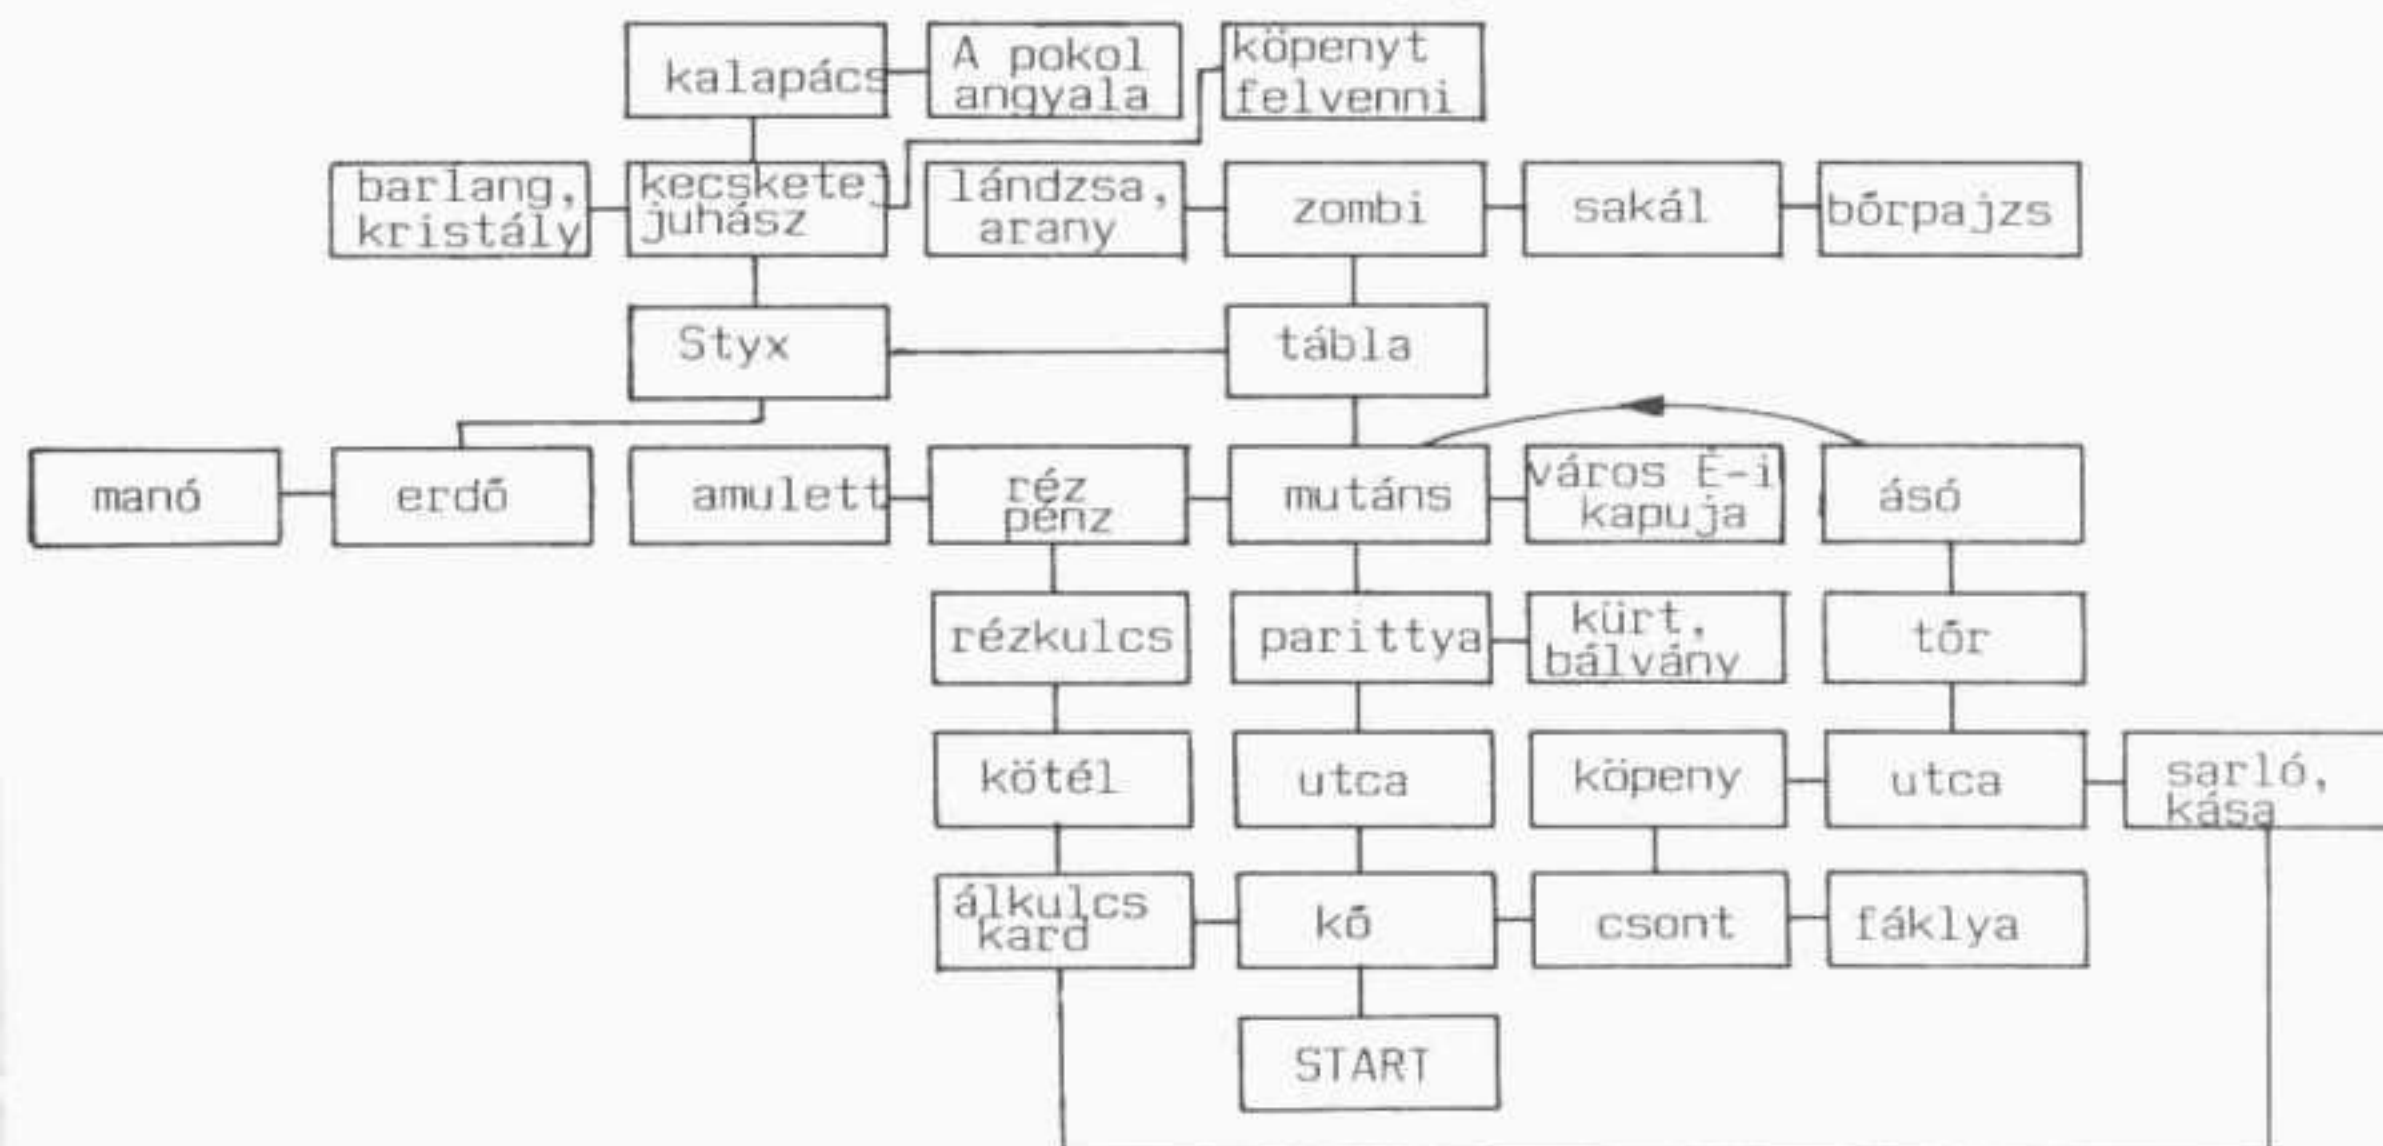 kalapács
A pokol
angyala
köpenyt
felvenni
barlang,
kristály
kecsketej
juhász
lándzsa,
arany
zombi
sakál
bőrpajzs
Styx
tábla
manó
erdő
amulett
réz
pénz
mutáns
város É-i
kapuja
ásó
rézkulcs
parittya
kürt,
bálvány
tőr
kötél
utca
köpeny
utca
sarló,
kása
álkulcs
kard
kő
csont
fáklya
START